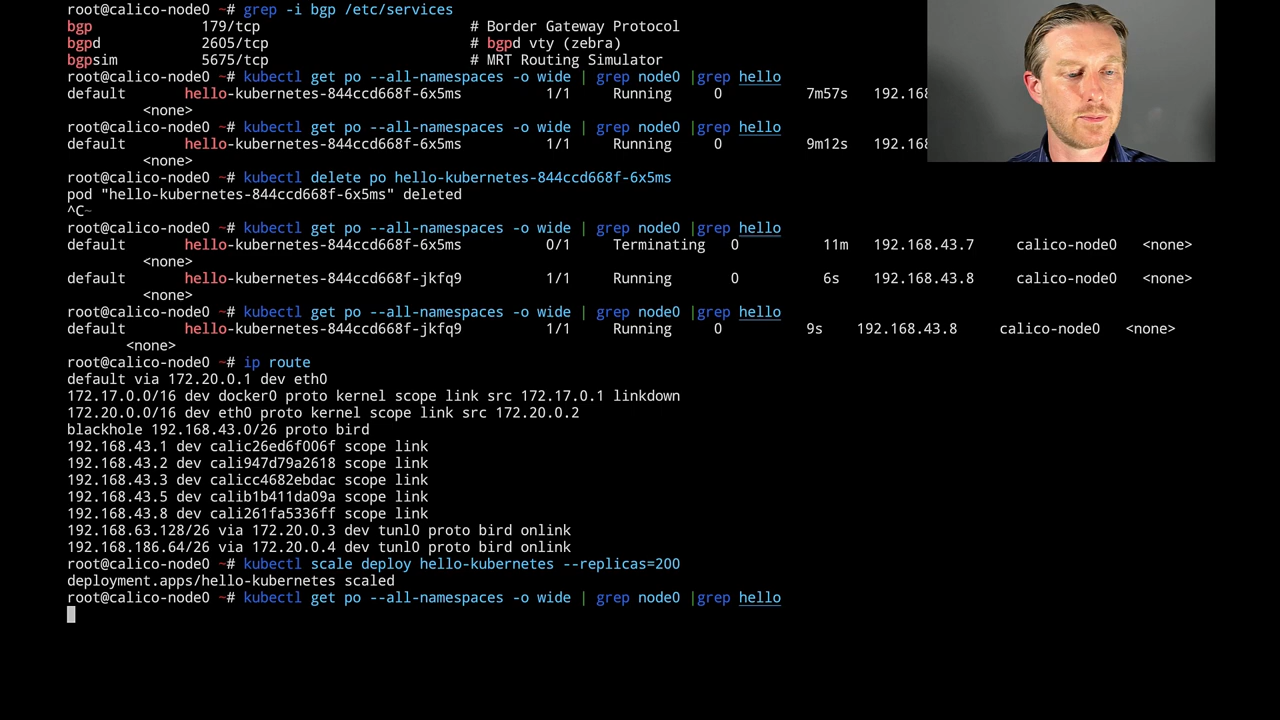 root@calico-node0 ~# grep -i bgp /etc/services
bgp 179/tcp # Border Gateway Protocol
bgpd 2605/tcp # bgpd vty (zebra)
bgpsim 5675/tcp # MRT Routing Simulator
root@calico-node0 ~# kubectl get po --all-namespaces -o wide | grep node0 |grep hello
default hello-kubernetes-844ccd668f-6x5ms 1/1 Running 0 7m57s 192.168
<none>
root@calico-node0 ~# kubectl get po --all-namespaces -o wide | grep node0 |grep hello
default hello-kubernetes-844ccd668f-6x5ms 1/1 Running 0 9m12s 192.168
<none>
root@calico-node0 ~# kubectl delete po hello-kubernetes-844ccd668f-6x5ms
pod "hello-kubernetes-844ccd668f-6x5ms" deleted
^C~
root@calico-node0 ~# kubectl get po --all-namespaces -o wide | grep node0 |grep hello
default hello-kubernetes-844ccd668f-6x5ms 0/1 Terminating 0 11m 192.168.43.7 calico-node0 <none>
<none>
default hello-kubernetes-844ccd668f-jkfq9 1/1 Running 0 6s 192.168.43.8 calico-node0 <none>
<none>
root@calico-node0 ~# kubectl get po --all-namespaces -o wide | grep node0 |grep hello
default hello-kubernetes-844ccd668f-jkfq9 1/1 Running 0 9s 192.168.43.8 calico-node0 <none>
<none>
root@calico-node0 ~# ip route
default via 172.20.0.1 dev eth0
172.17.0.0/16 dev docker0 proto kernel scope link src 172.17.0.1 linkdown
172.20.0.0/16 dev eth0 proto kernel scope link src 172.20.0.2
blackhole 192.168.43.0/26 proto bird
192.168.43.1 dev calic26ed6f006f scope link
192.168.43.2 dev cali947d79a2618 scope link
192.168.43.3 dev calicc4682ebdac scope link
192.168.43.5 dev calib1b411da09a scope link
192.168.43.8 dev cali261fa5336ff scope link
192.168.63.128/26 via 172.20.0.3 dev tunl0 proto bird onlink
192.168.186.64/26 via 172.20.0.4 dev tunl0 proto bird onlink
root@calico-node0 ~# kubectl scale deploy hello-kubernetes --replicas=200
deployment.apps/hello-kubernetes scaled
root@calico-node0 ~# kubectl get po --all-namespaces -o wide | grep node0 |grep hello